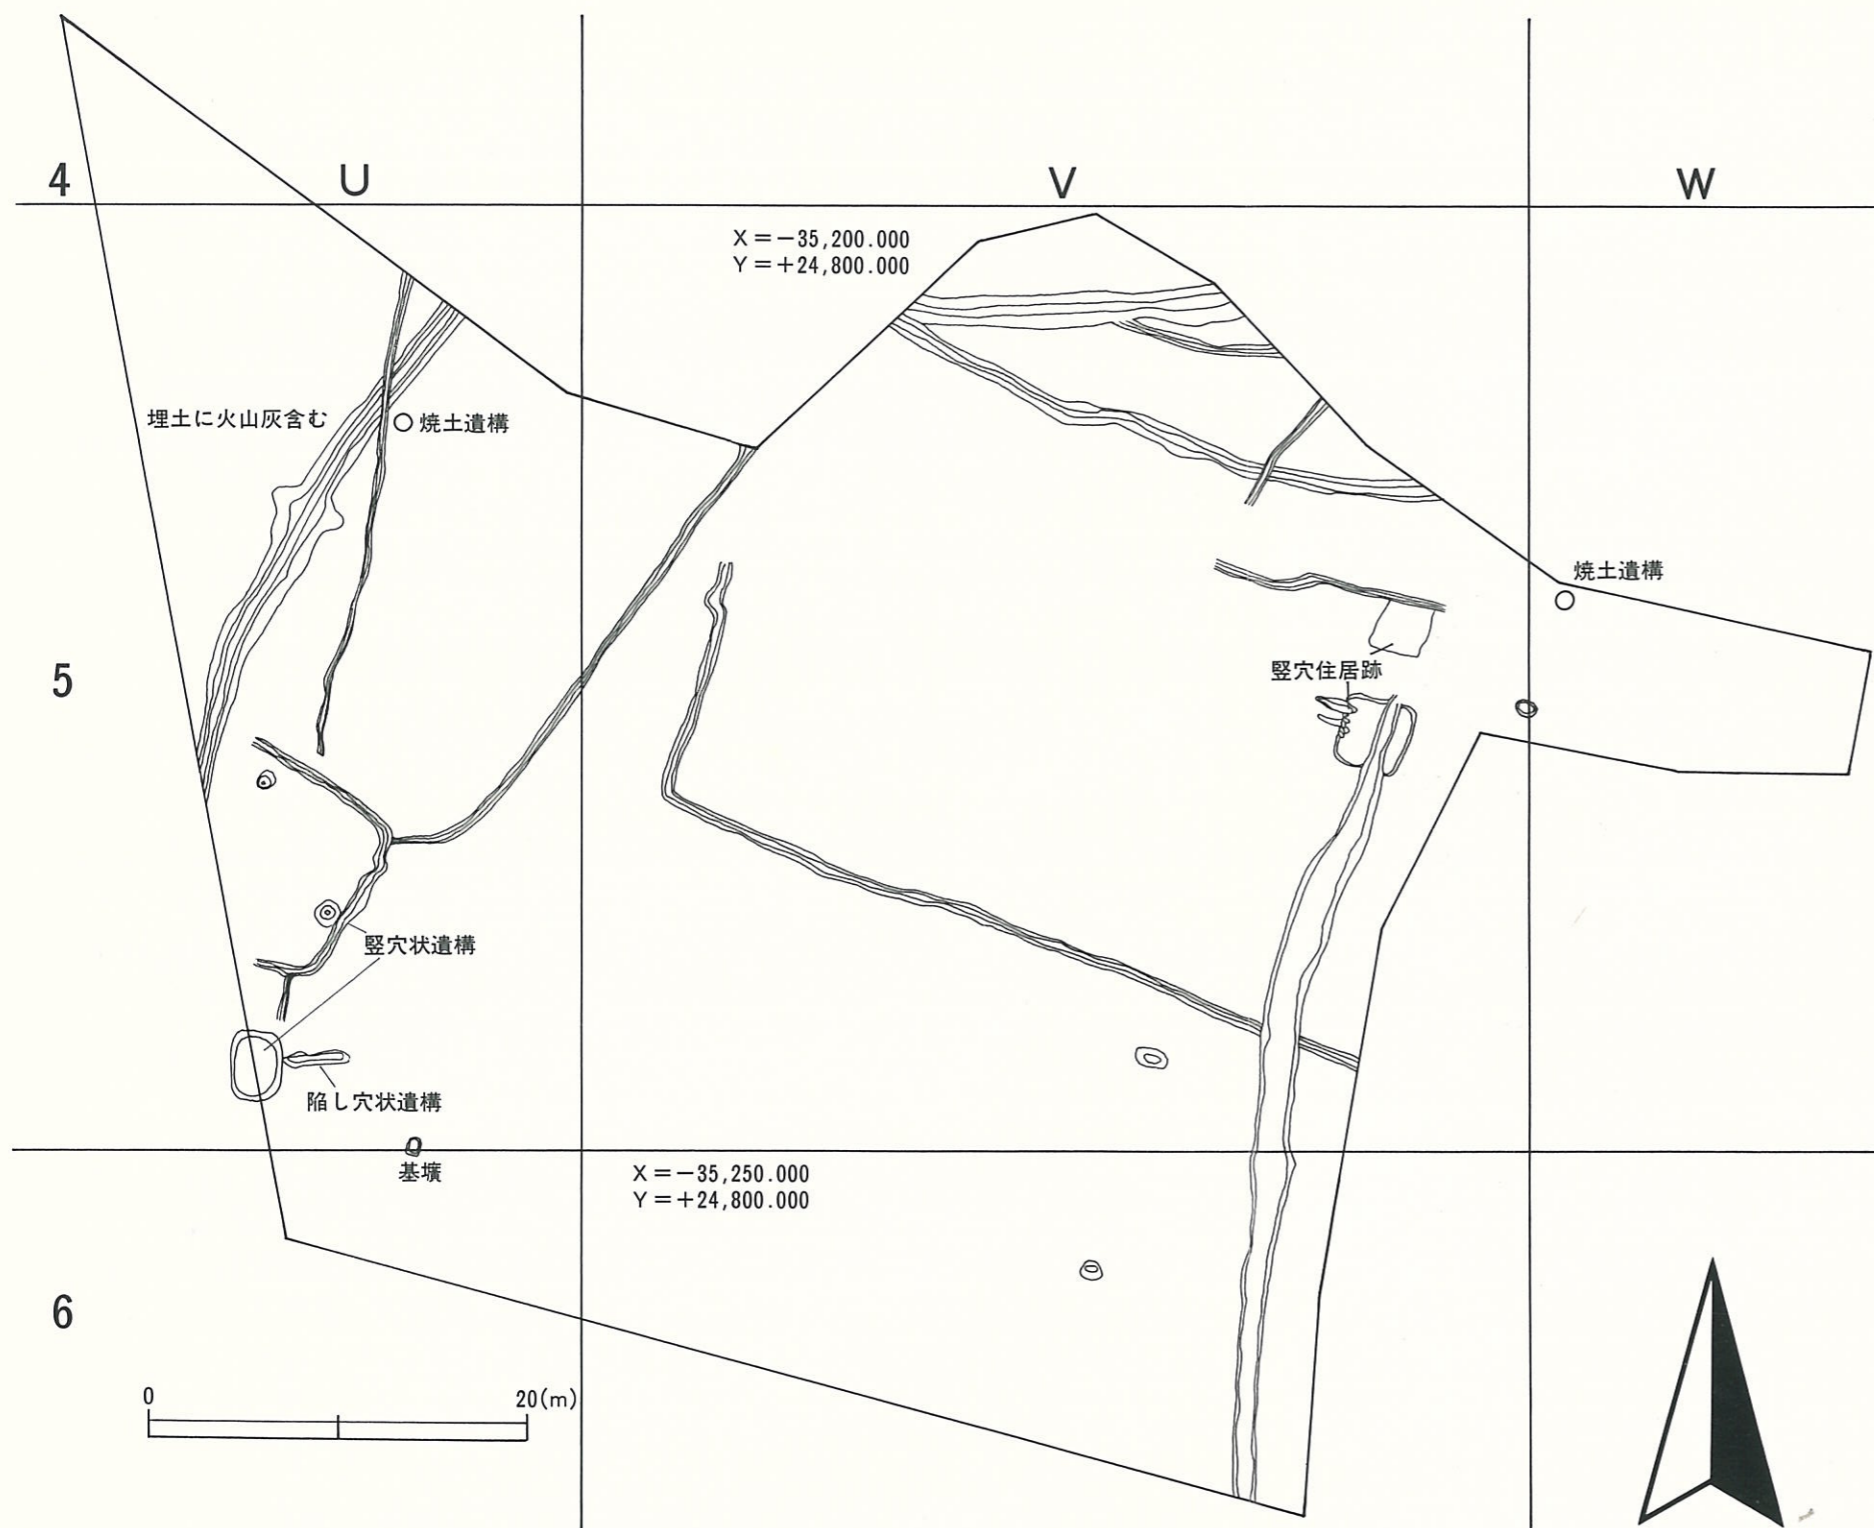 4
U
V
W
X＝−35,200.000
Y＝+24,800.000
埋土に火山灰含む
焼土遺構
焼土遺構
5
竪穴住居跡
竪穴状遺構
陥し穴状遺構
基壙
X＝−35,250.000
Y＝+24,800.000
6
0
20(m)